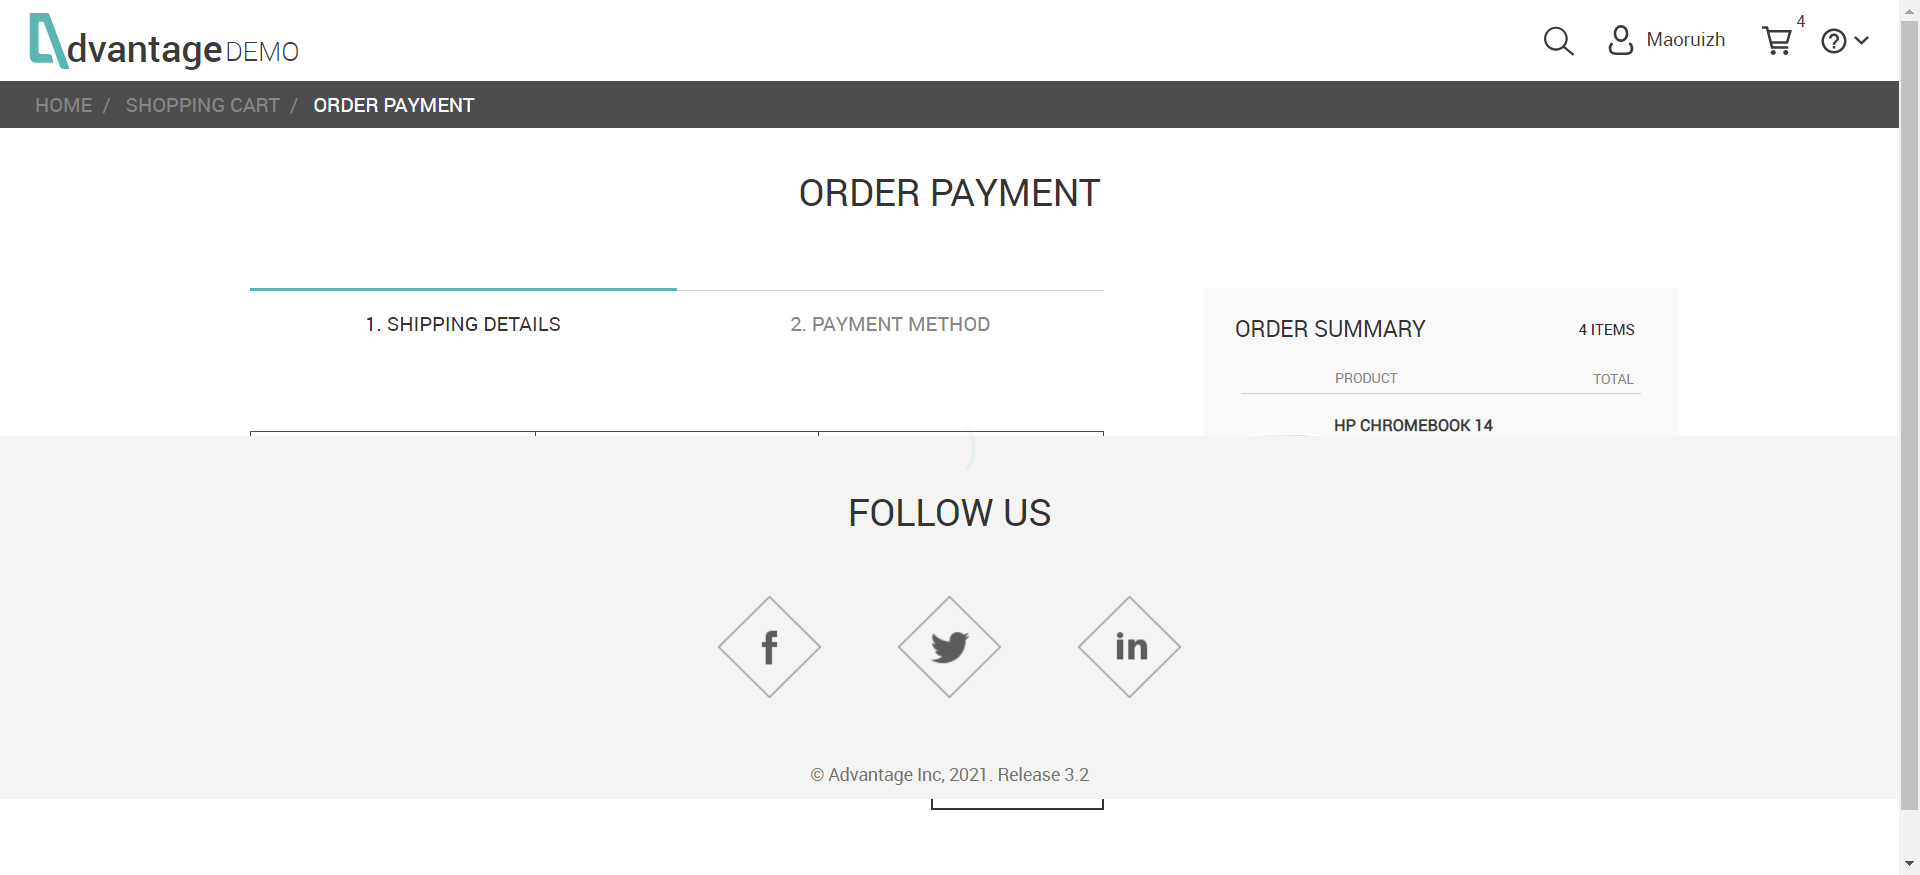 dvantage DEMO
Maoruizh
4
HOME / SHOPPING CART / ORDER PAYMENT
ORDER PAYMENT
1. SHIPPING DETAILS
2. PAYMENT METHOD
ORDER SUMMARY
4 ITEMS
PRODUCT
TOTAL
HP CHROMEBOOK 14
FOLLOW US
© Advantage Inc, 2021. Release 3.2